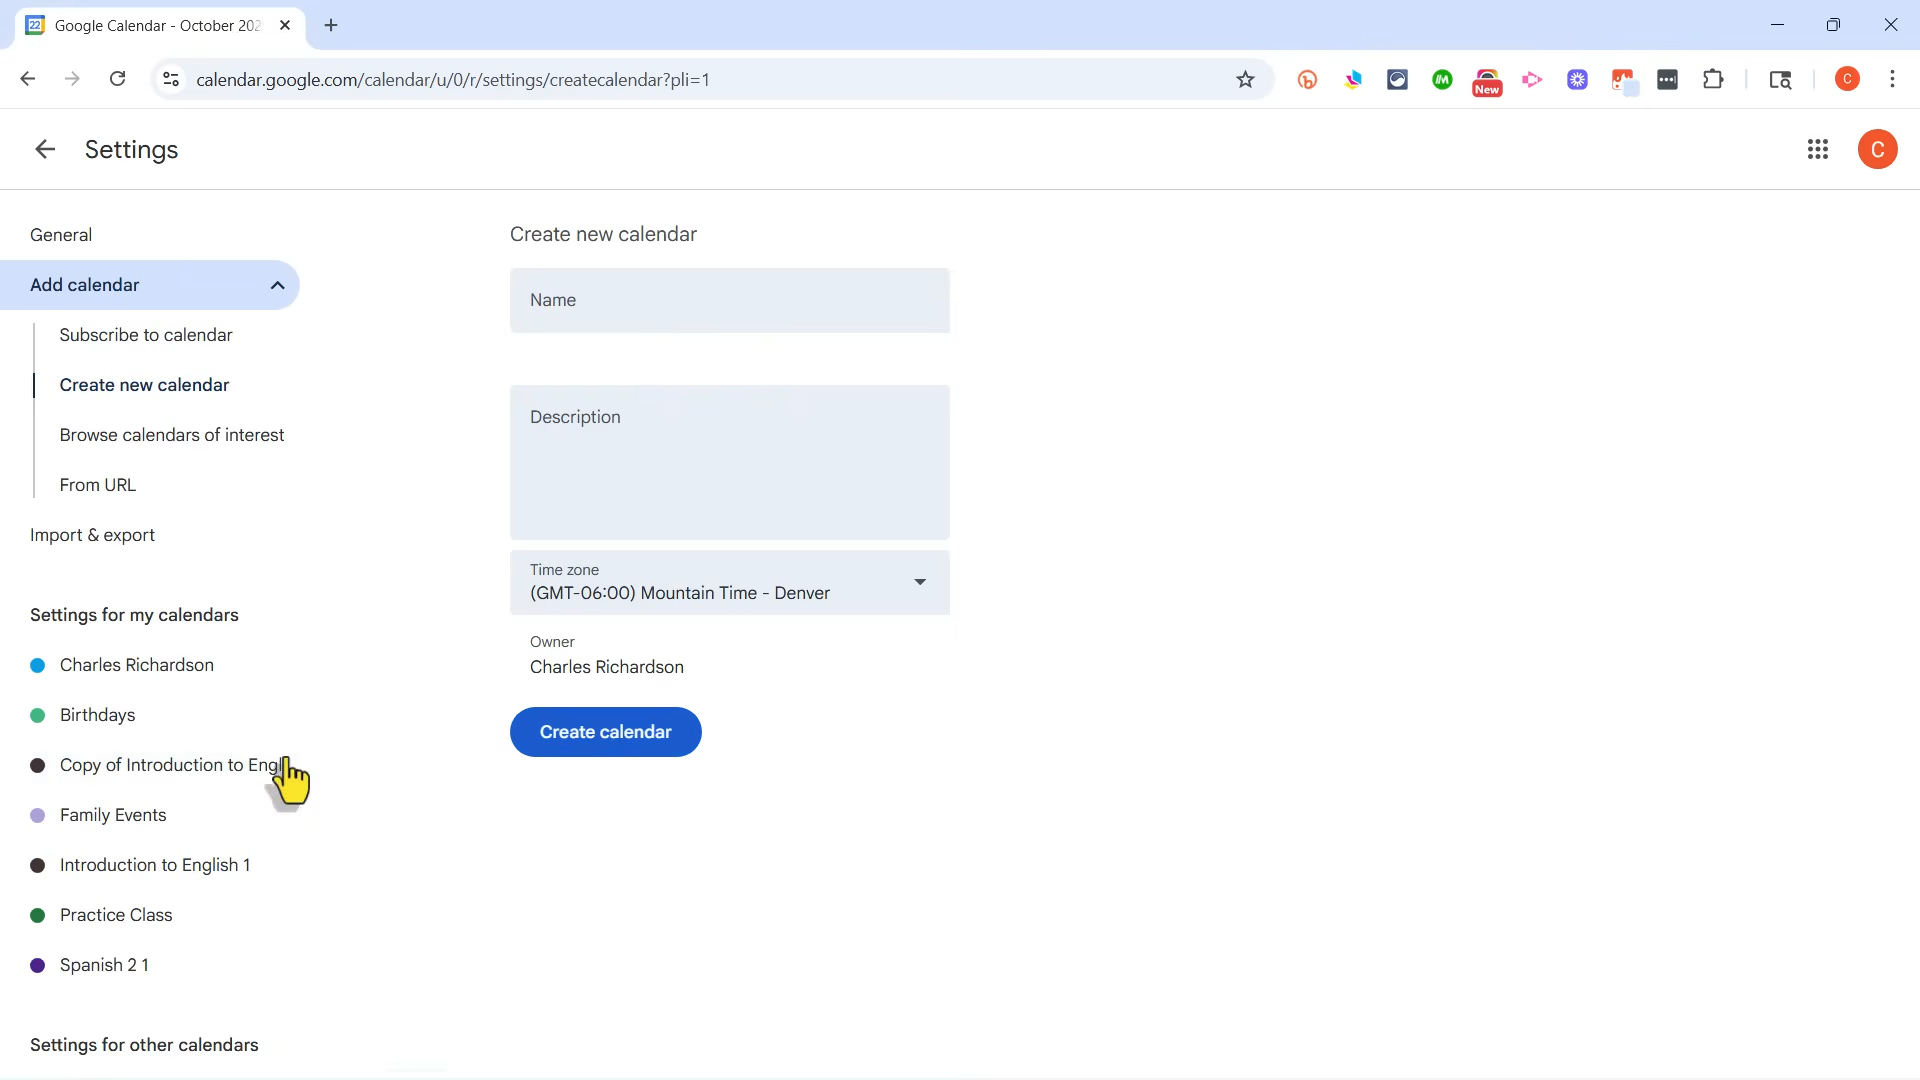 22 Google Calendar - October 202
calendar.google.com/calendar/u/0/r/settings/createcalendar?pli=1
New
C
Settings
C
General
Add calendar
Subscribe to calendar
Create new calendar
Browse calendars of interest
From URL
Import & export
Settings for my calendars
Charles Richardson
Birthdays
Copy of Introduction to Engl
Family Events
Introduction to English 1
Practice Class
Spanish 2 1
Settings for other calendars
Create new calendar
Name
Description
Time zone
(GMT-06:00) Mountain Time - Denver
Owner
Charles Richardson
Create calendar